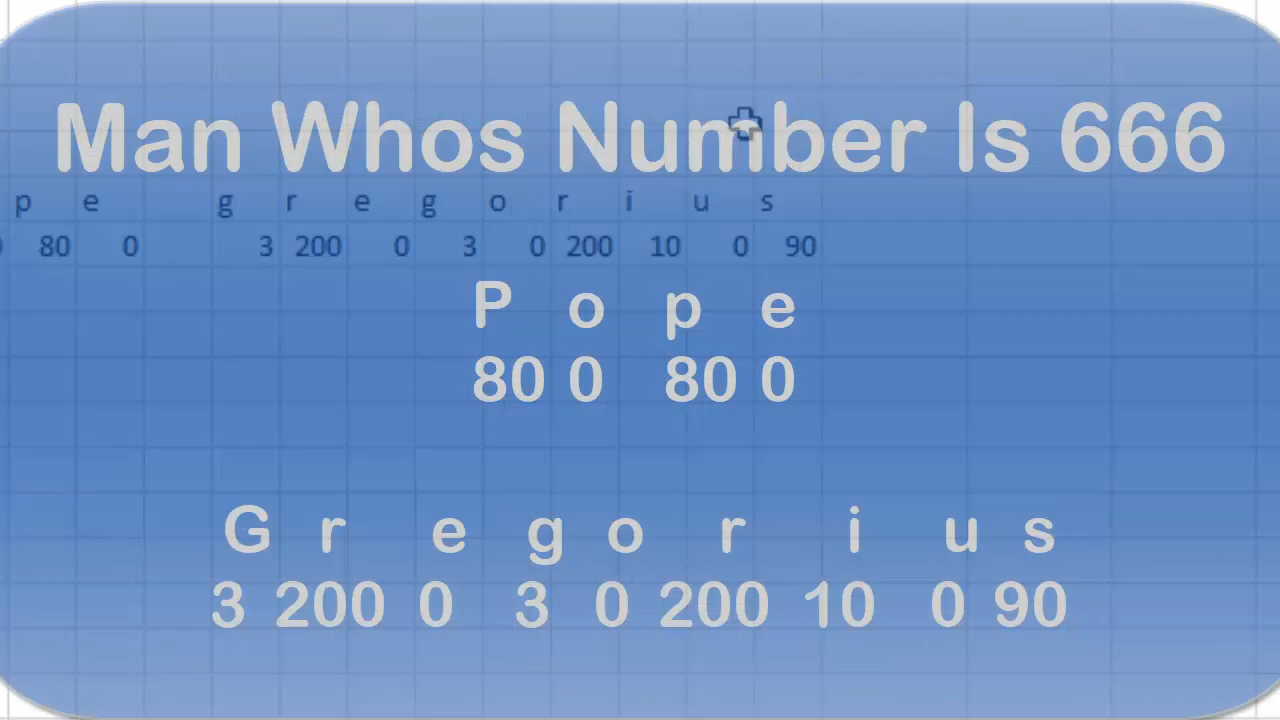 Man Whos Number Is 666
p e g r e g o r i u s
80 0 3 200 0 3 0 200 10 0 90
P o p e
80 0 80 0
G r e g o r i u s
3 200 0 3 0 200 10 0 90